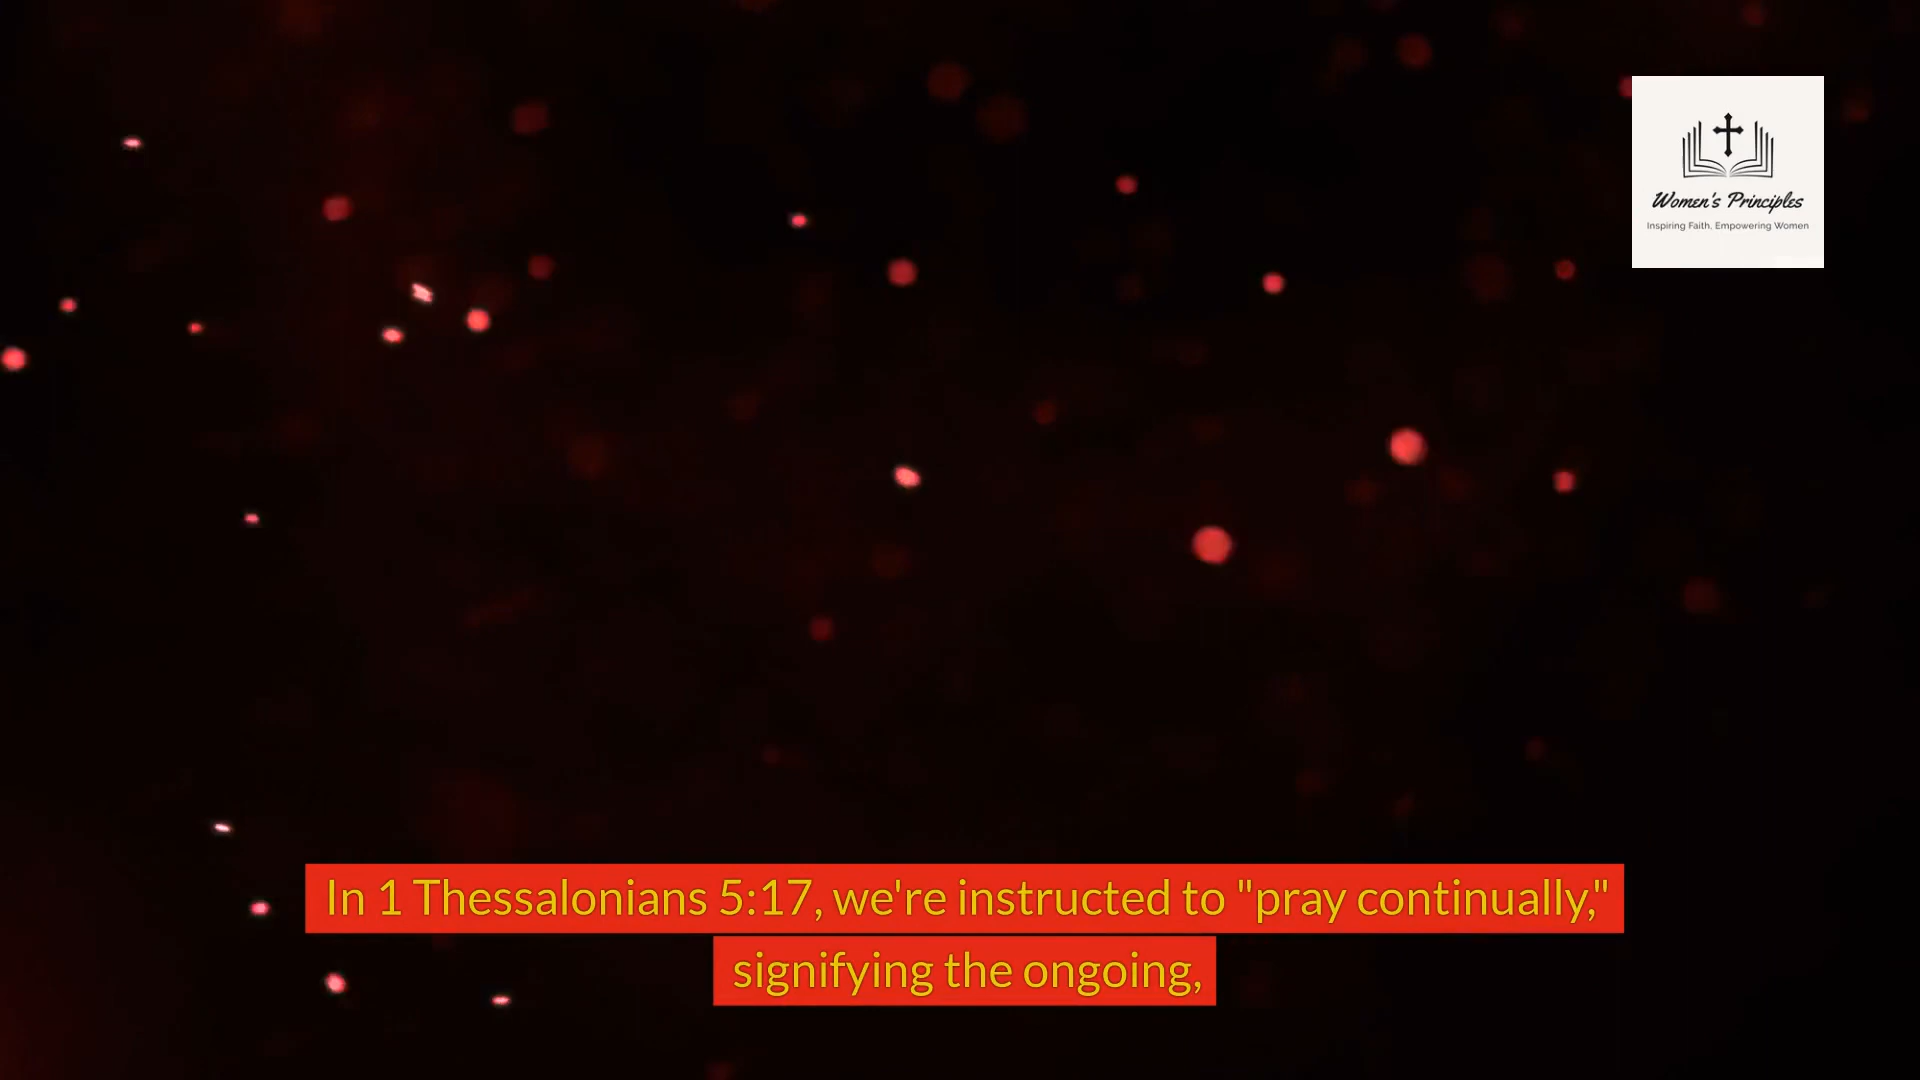 Women's Principles
Inspiring Faith, Empowering Women
In 1 Thessalonians 5:17, we're instructed to "pray continually,"
signifying the ongoing,